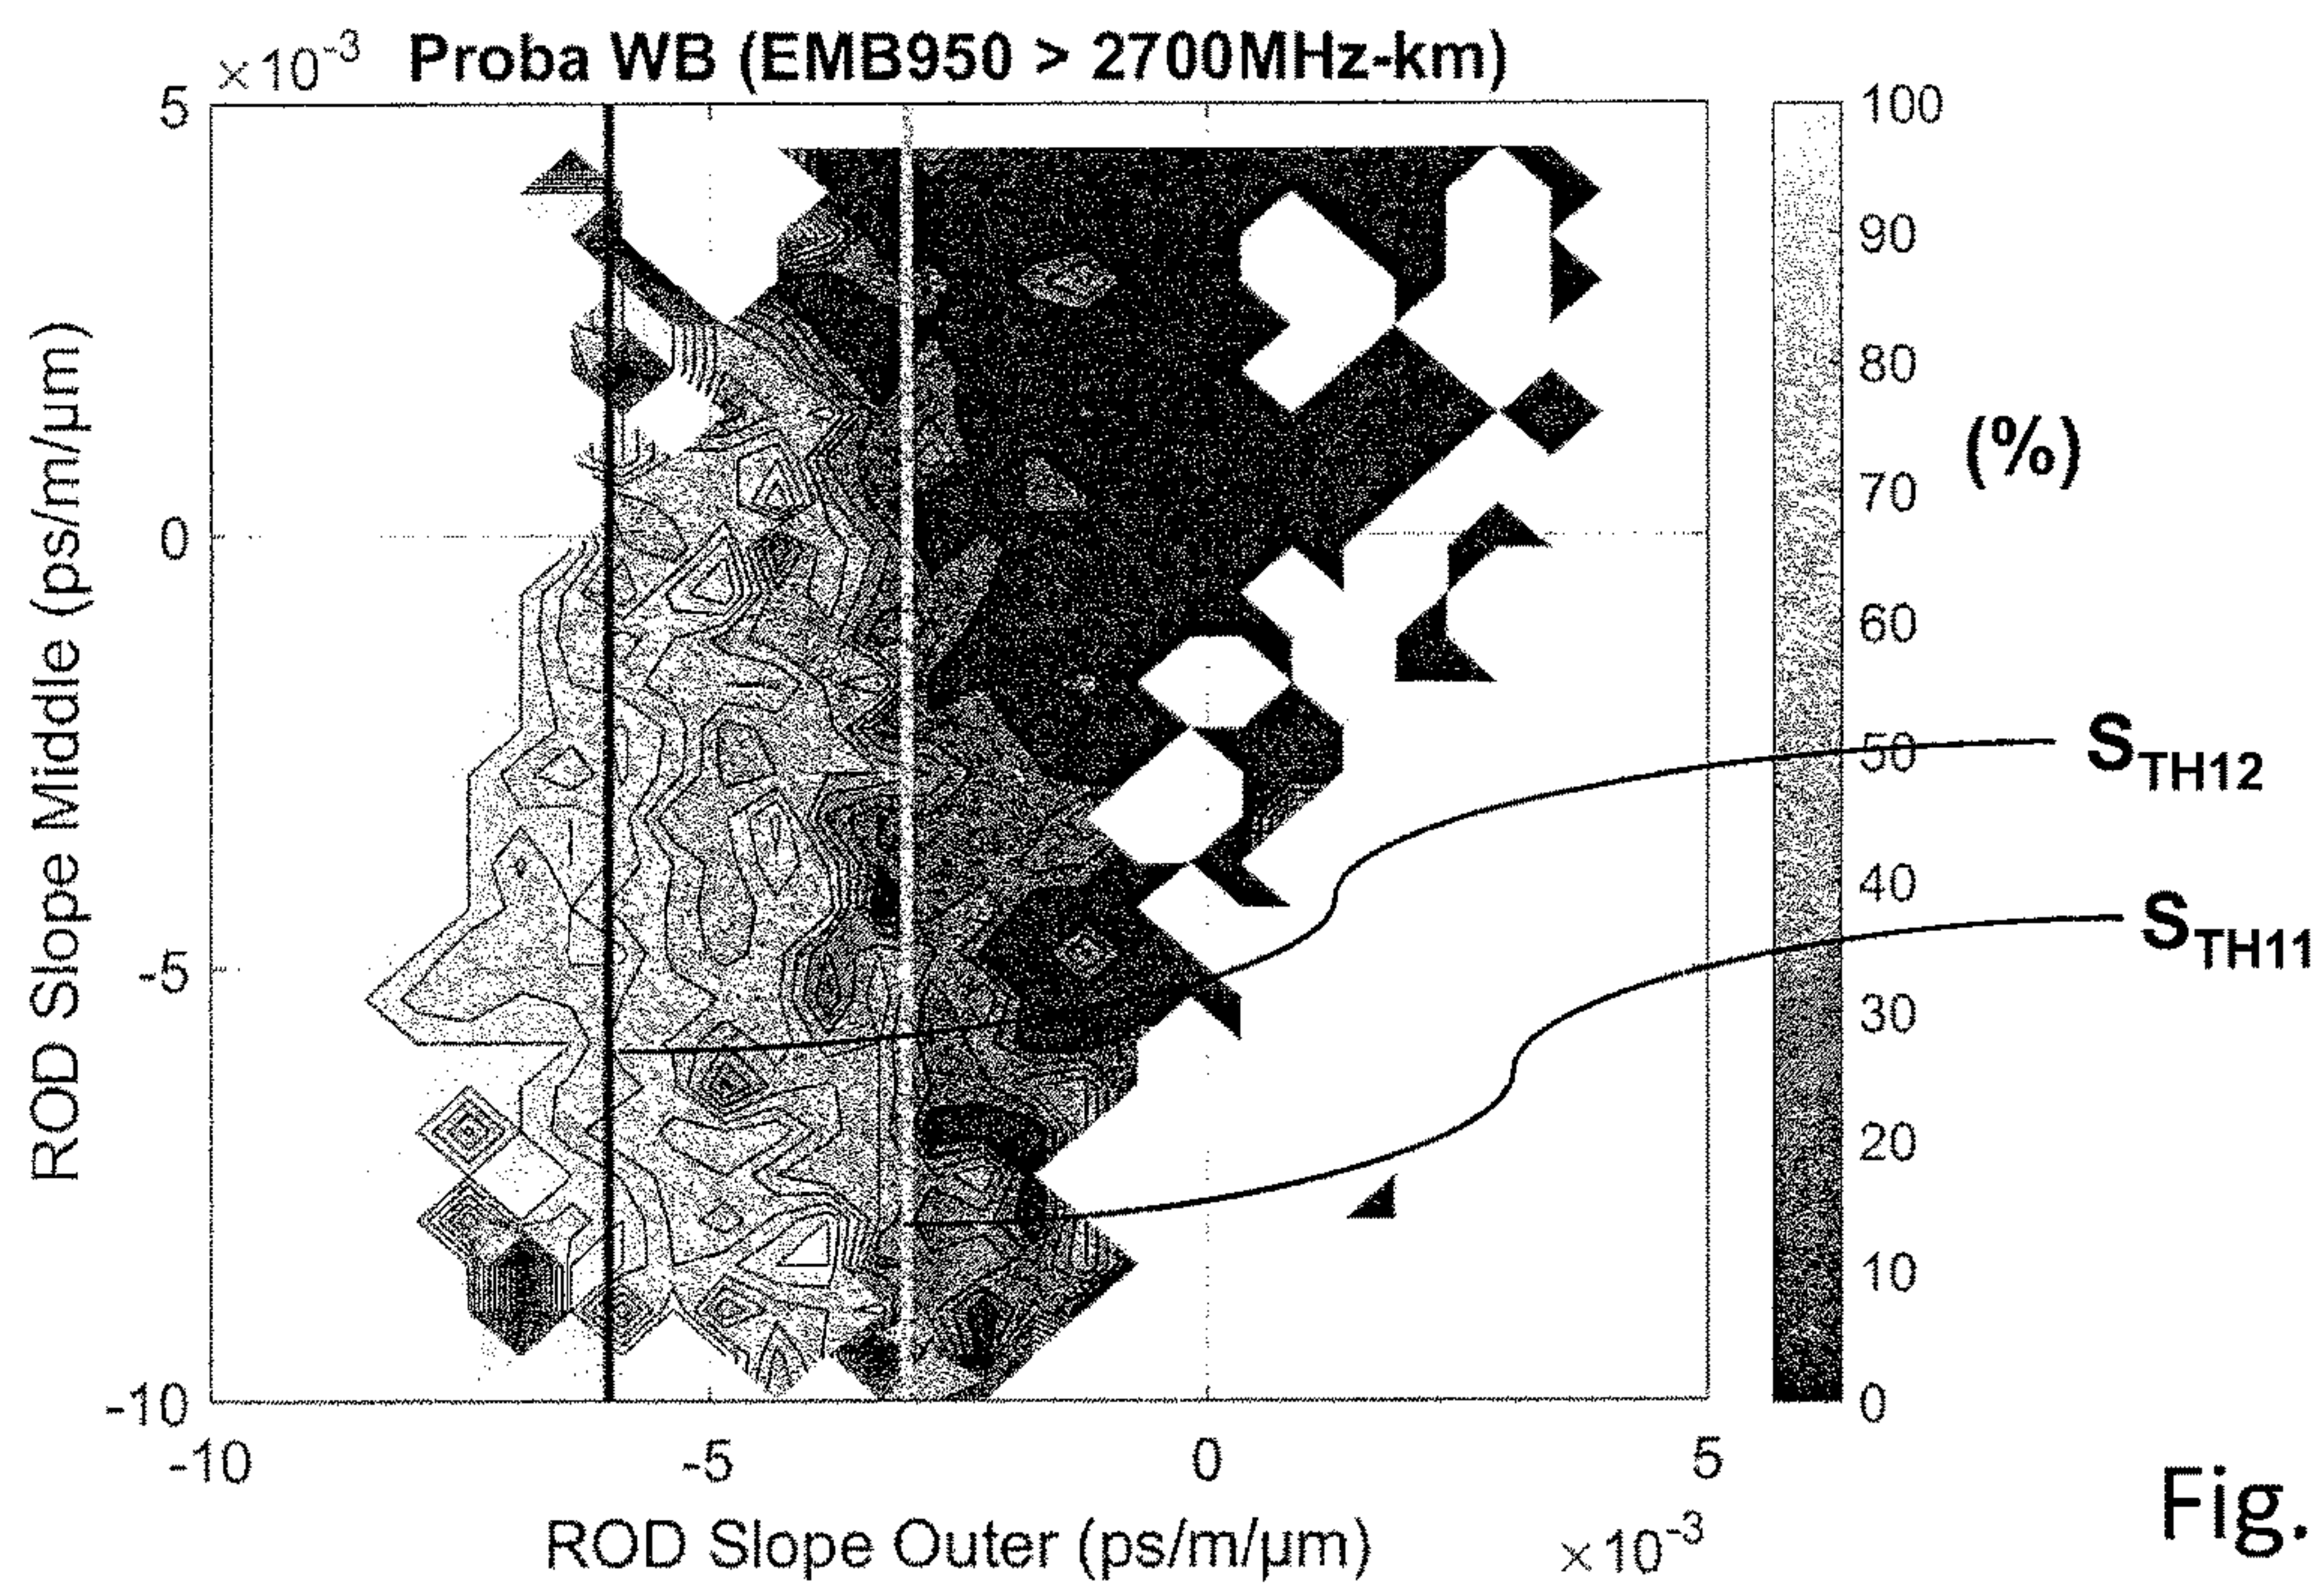 ×10⁻³ Proba WB (EMB950 > 2700MHz-km)
5
0
-5
-10
ROD Slope Middle (ps/m/µm)
-10 -5 0 5
ROD Slope Outer (ps/m/µm) ×10⁻³
100
90
80
70
60
50
40
30
20
10
0
(%)
S_TH12
S_TH11
Fig.